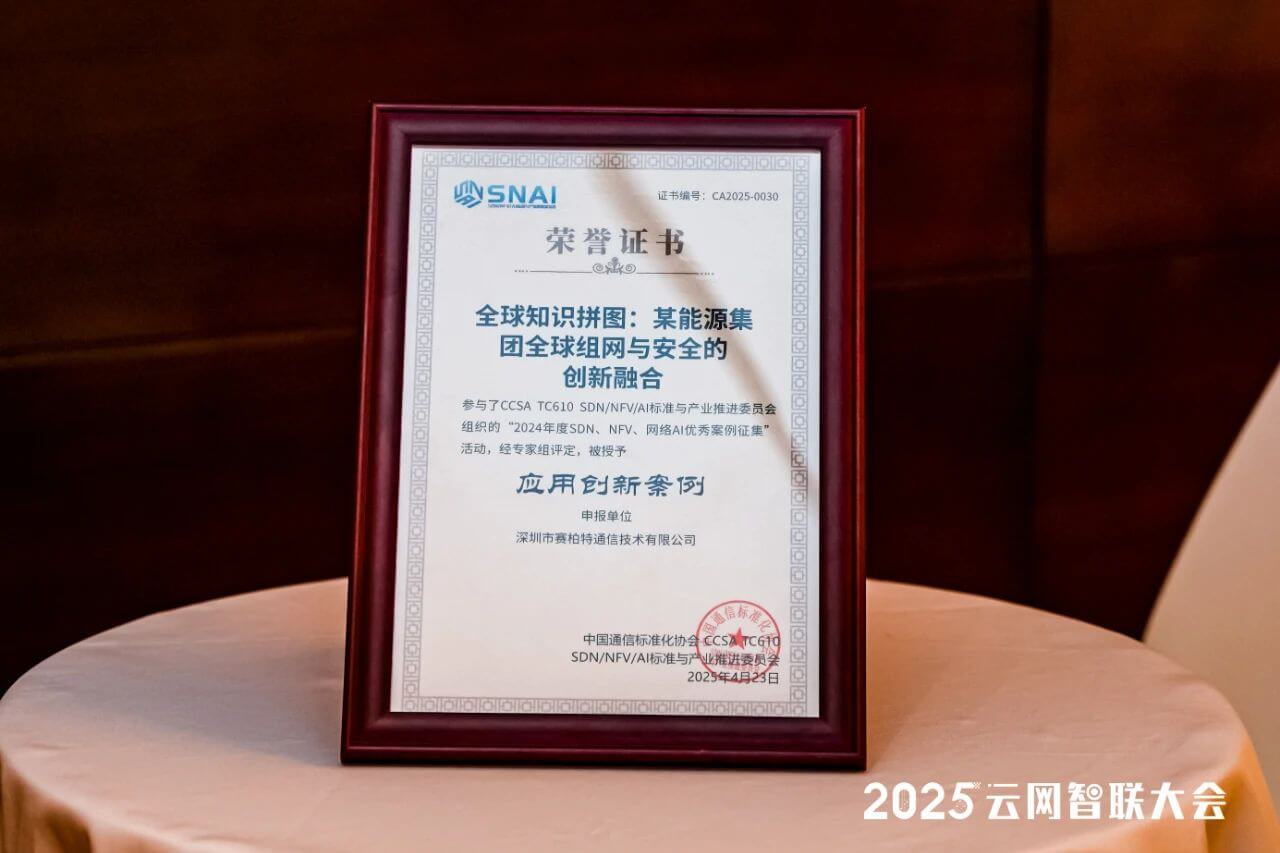 SNAI
证书编号：CA2025-0030
荣誉证书
全球知识拼图：某能源集
团全球组网与安全的
创新融合
参与了CCSA TC610 SDN/NFV/AI标准与产业推进委员会
组织的“2024年度SDN、NFV、网络AI优秀案例征集”
活动，经专家组评定，被授予
应用创新案例
申报单位
深圳市赛柏特通信技术有限公司
中国通信标准化协会 CCSA TC610
SDN/NFV/AI标准与产业推进委员会
2025年4月23日
2025云网智联大会